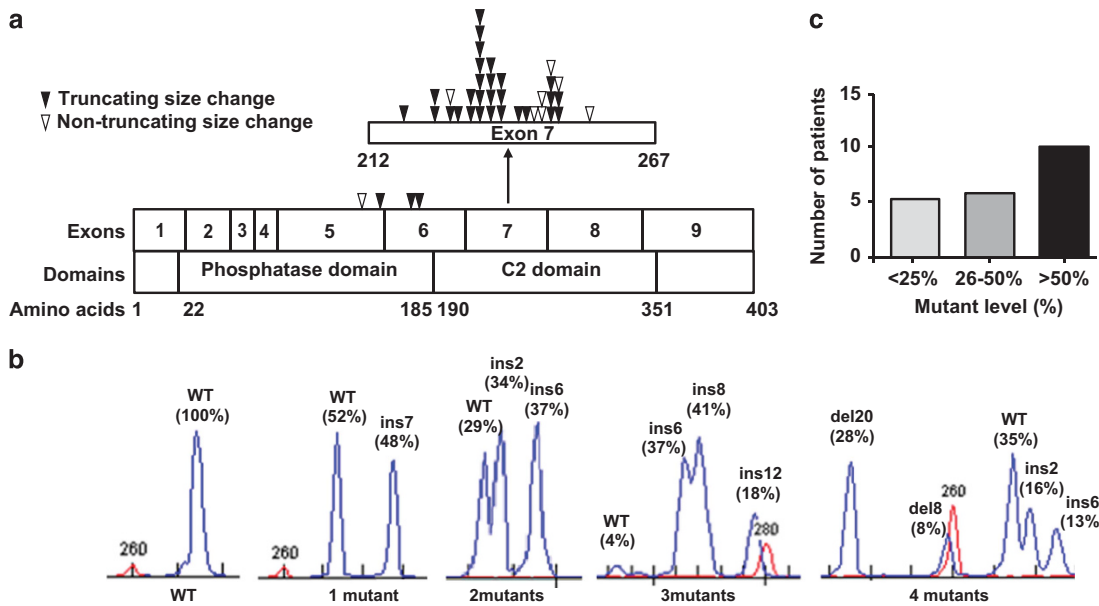 a
Truncating size change
Non-truncating size change
Exon 7
212 267
Exons 1 2 3 4 5 6 7 8 9
Domains Phosphatase domain C2 domain
Amino acids 1 22 185 190 351 403
c
Number of patients
15
10
5
0
<25% 26-50% >50%
Mutant level (%)
b
WT
(100%)
260
WT
WT
(52%)
ins7
(48%)
260
1 mutant
WT
(29%)
ins2
(34%)
ins6
(37%)
2mutants
WT
(4%)
ins6
(37%)
ins8
(41%)
ins12
(18%)
280
3mutants
del20
(28%)
del8
(8%)
260
WT
(35%)
ins2
(16%)
ins6
(13%
4 mutants